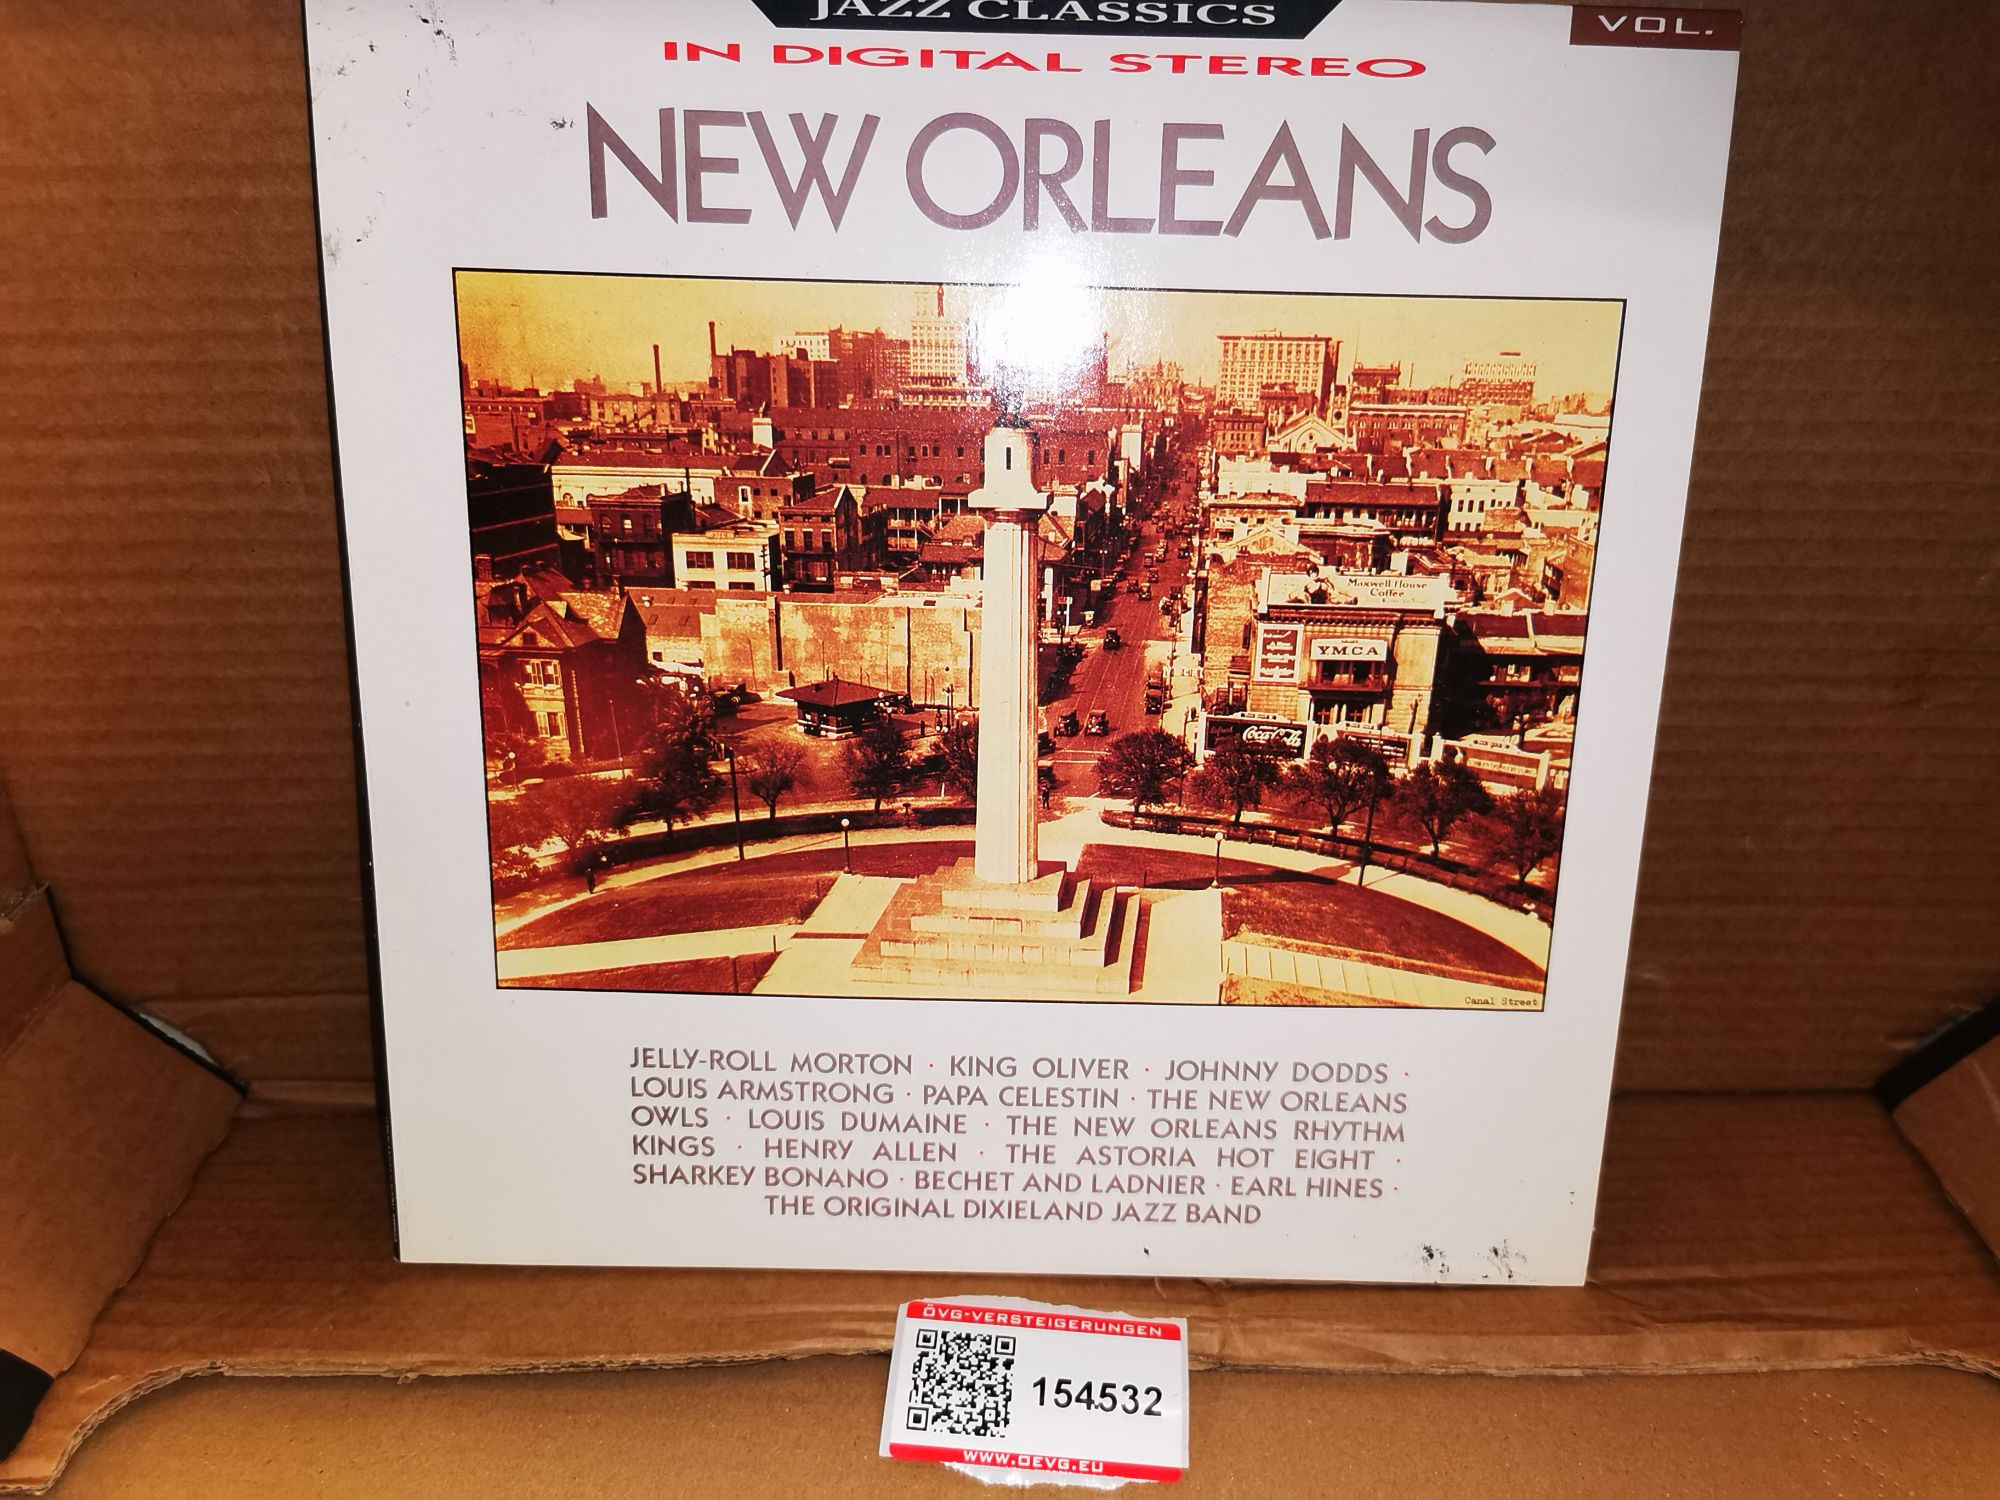 JAZZ CLASSICS
VOL.
IN DIGITAL STEREO
NEW ORLEANS
Maxwell House
Coffee
Y.M.C.A
Coca-Cola
Canal Street
JELLY-ROLL MORTON · KING OLIVER · JOHNNY DODDS ·
LOUIS ARMSTRONG · PAPA CELESTIN · THE NEW ORLEANS
OWLS · LOUIS DUMAINE · THE NEW ORLEANS RHYTHM
KINGS · HENRY ALLEN · THE ASTORIA HOT EIGHT ·
SHARKEY BONANO · BECHET AND LADNIER · EARL HINES ·
THE ORIGINAL DIXIELAND JAZZ BAND
ÖVG-VERSTEIGERUNGEN
154532
WWW.OEVG.EU